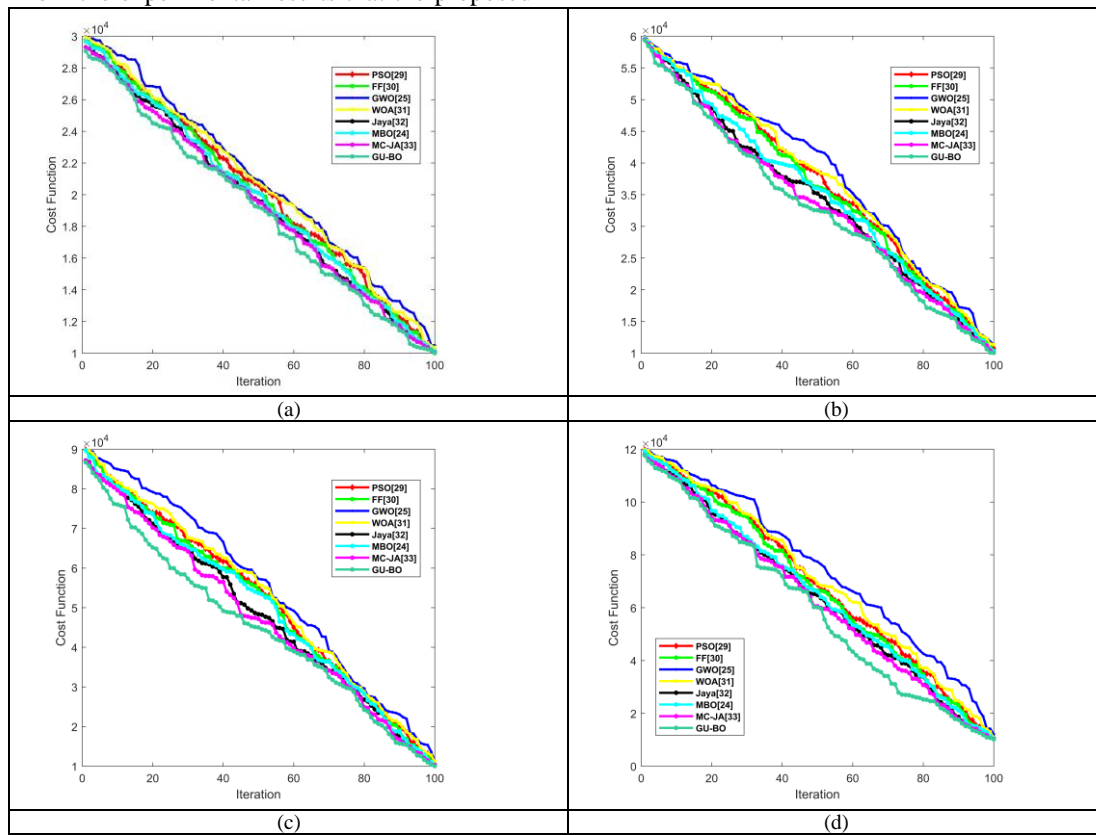 from the experimental results that the proposed
×10⁴
3
2.8
2.6
2.4
2.2
2
1.8
1.6
1.4
1.2
1
Cost Function
0 20 40 60 80 100
Iteration
PSO[29]
FF[30]
GWO[25]
WOA[31]
Jaya[32]
MBO[24]
MC-JA[33]
GU-BO
(a)
×10⁴
6
5.5
5
4.5
4
3.5
3
2.5
2
1.5
1
Cost Function
0 20 40 60 80 100
Iteration
PSO[29]
FF[30]
GWO[25]
WOA[31]
Jaya[32]
MBO[24]
MC-JA[33]
GU-BO
(b)
×10⁴
9
8
7
6
5
4
3
2
1
Cost Function
0 20 40 60 80 100
Iteration
PSO[29]
FF[30]
GWO[25]
WOA[31]
Jaya[32]
MBO[24]
MC-JA[33]
GU-BO
(c)
×10⁴
12
10
8
6
4
2
0
Cost Function
0 20 40 60 80 100
Iteration
PSO[29]
FF[30]
GWO[25]
WOA[31]
Jaya[32]
MBO[24]
MC-JA[33]
GU-BO
(d)